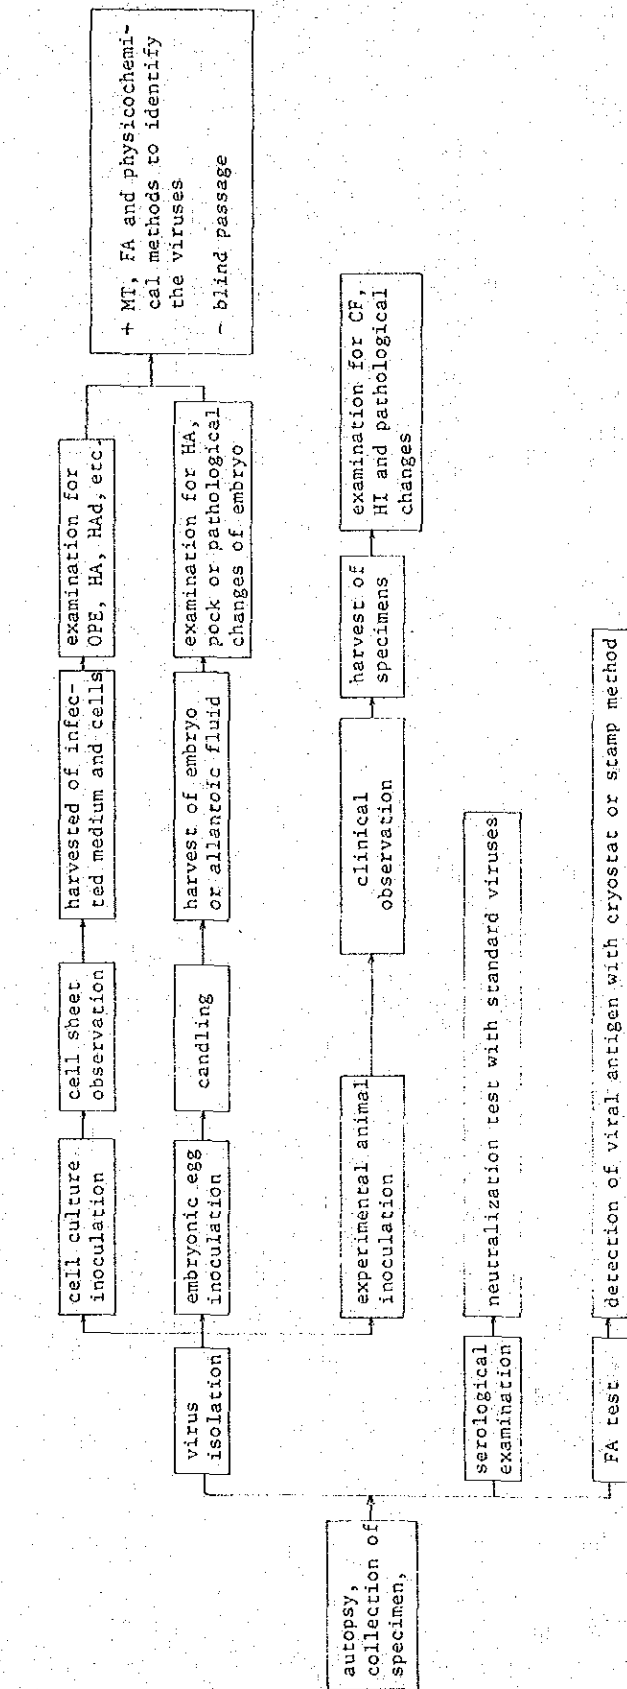 autopsy,
collection of
specimen,
virus
isolation
cell culture
inoculation
cell sheet
observation
harvested of infec-
ted medium and cells
examination for
OPE, HA, HAd, etc
embryonic egg
inoculation
candling
harvest of embryo
or allantoic fluid
examination for HA,
pock or pathological
changes of embryo
+ MT, FA and physicochemi-
cal methods to identify
the viruses
- blind passage
experimental animal
inoculation
clinical
observation
harvest of
specimens
examination for CF,
HI and pathological
changes
serological
examination
neutralization test with standard viruses
FA test
detection of viral antigen with cryostat or stamp method